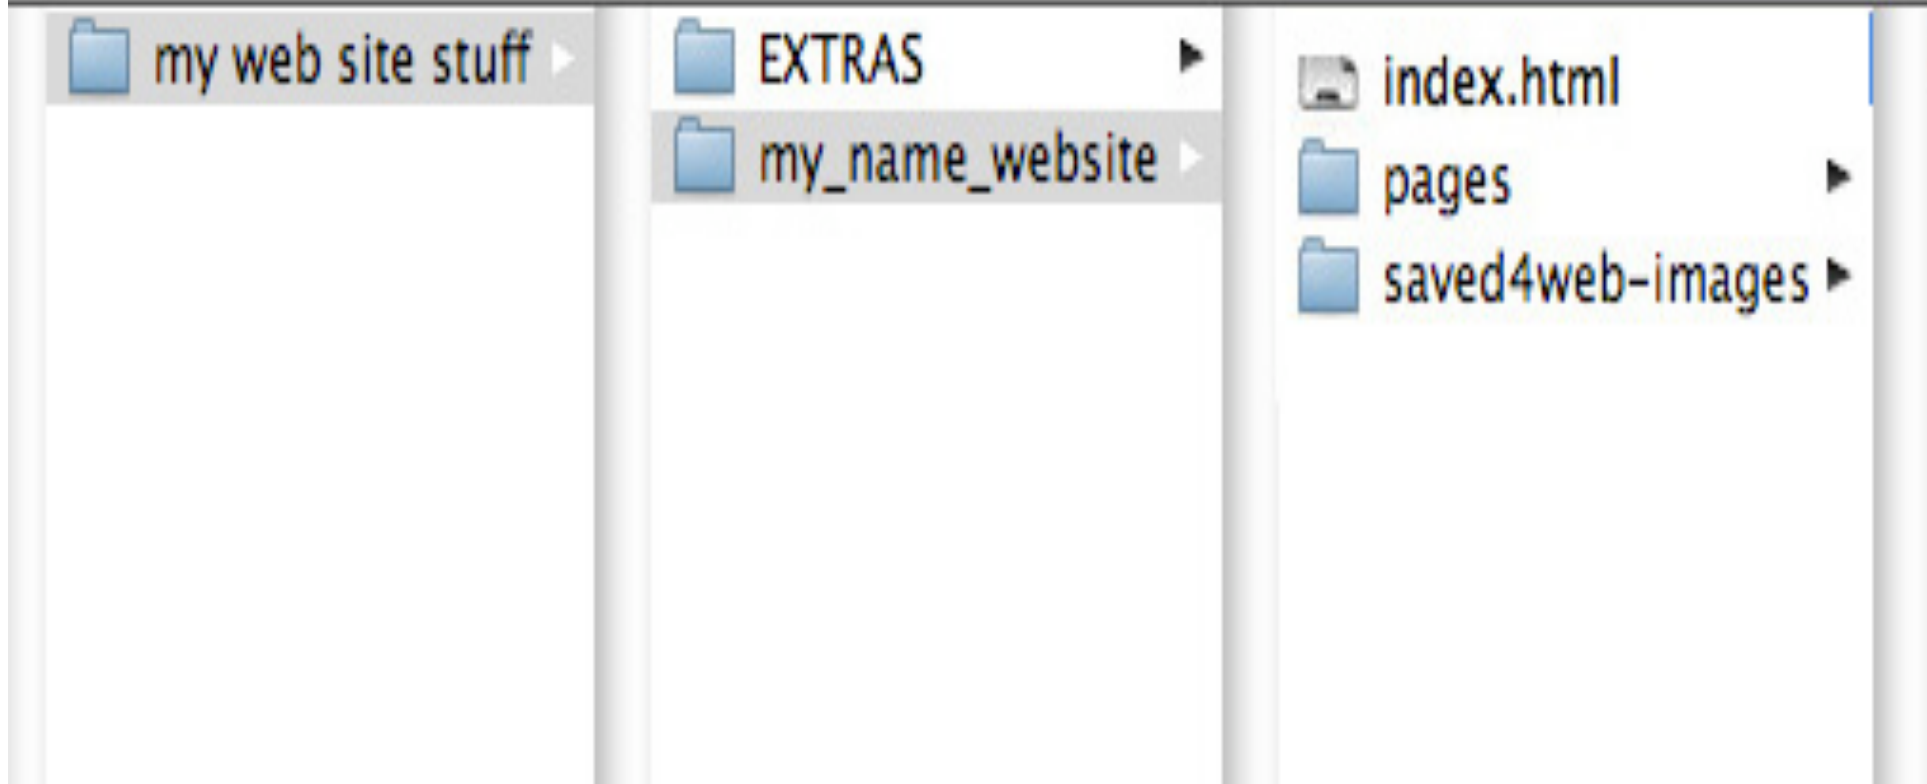 my web site stuff
EXTRAS
my_name_website
index.html
pages
saved4web-images